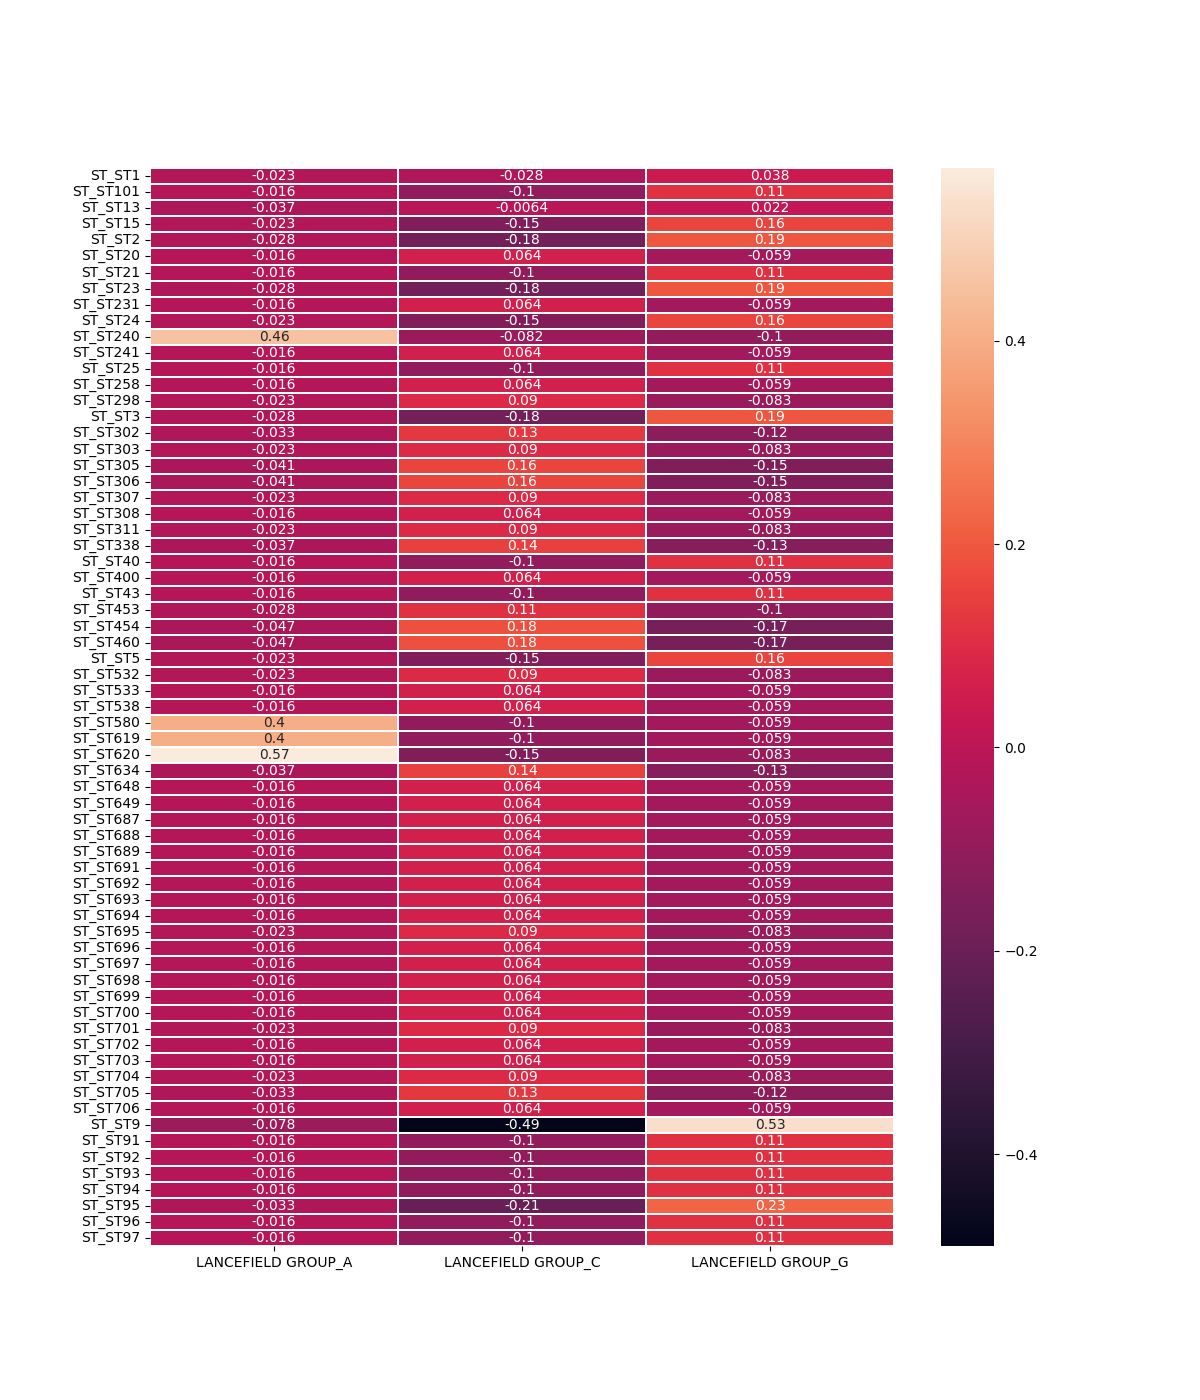 ST_ST1 -0.023 -0.028 0.038
ST_ST101 -0.016 -0.1 0.11
ST_ST13 -0.037 -0.0064 0.022
ST_ST15 -0.023 -0.15 0.16
ST_ST2 -0.028 -0.18 0.19
ST_ST20 -0.016 0.064 -0.059
ST_ST21 -0.016 -0.1 0.11
ST_ST23 -0.028 -0.18 0.19
ST_ST231 -0.016 0.064 -0.059
ST_ST24 -0.023 -0.15 0.16
ST_ST240 0.46 -0.082 -0.1
ST_ST241 -0.016 0.064 -0.059
ST_ST25 -0.016 -0.1 0.11
ST_ST258 -0.016 0.064 -0.059
ST_ST298 -0.023 0.09 -0.083
ST_ST3 -0.028 -0.18 0.19
ST_ST302 -0.033 0.13 -0.12
ST_ST303 -0.023 0.09 -0.083
ST_ST305 -0.041 0.16 -0.15
ST_ST306 -0.041 0.16 -0.15
ST_ST307 -0.023 0.09 -0.083
ST_ST308 -0.016 0.064 -0.059
ST_ST311 -0.023 0.09 -0.083
ST_ST338 -0.037 0.14 -0.13
ST_ST40 -0.016 -0.1 0.11
ST_ST400 -0.016 0.064 -0.059
ST_ST43 -0.016 -0.1 0.11
ST_ST453 -0.028 0.11 -0.1
ST_ST454 -0.047 0.18 -0.17
ST_ST460 -0.047 0.18 -0.17
ST_ST5 -0.023 -0.15 0.16
ST_ST532 -0.023 0.09 -0.083
ST_ST533 -0.016 0.064 -0.059
ST_ST538 -0.016 0.064 -0.059
ST_ST580 0.4 -0.1 -0.059
ST_ST619 0.4 -0.1 -0.059
ST_ST620 0.57 -0.15 -0.083
ST_ST634 -0.037 0.14 -0.13
ST_ST648 -0.016 0.064 -0.059
ST_ST649 -0.016 0.064 -0.059
ST_ST687 -0.016 0.064 -0.059
ST_ST688 -0.016 0.064 -0.059
ST_ST689 -0.016 0.064 -0.059
ST_ST691 -0.016 0.064 -0.059
ST_ST692 -0.016 0.064 -0.059
ST_ST693 -0.016 0.064 -0.059
ST_ST694 -0.016 0.064 -0.059
ST_ST695 -0.023 0.09 -0.083
ST_ST696 -0.016 0.064 -0.059
ST_ST697 -0.016 0.064 -0.059
ST_ST698 -0.016 0.064 -0.059
ST_ST699 -0.016 0.064 -0.059
ST_ST700 -0.016 0.064 -0.059
ST_ST701 -0.023 0.09 -0.083
ST_ST702 -0.016 0.064 -0.059
ST_ST703 -0.016 0.064 -0.059
ST_ST704 -0.023 0.09 -0.083
ST_ST705 -0.033 0.13 -0.12
ST_ST706 -0.016 0.064 -0.059
ST_ST9 -0.078 -0.49 0.53
ST_ST91 -0.016 -0.1 0.11
ST_ST92 -0.016 -0.1 0.11
ST_ST93 -0.016 -0.1 0.11
ST_ST94 -0.016 -0.1 0.11
ST_ST95 -0.033 -0.21 0.23
ST_ST96 -0.016 -0.1 0.11
ST_ST97 -0.016 -0.1 0.11
LANCEFIELD GROUP_A LANCEFIELD GROUP_C LANCEFIELD GROUP_G
0.4
0.2
0.0
−0.2
−0.4